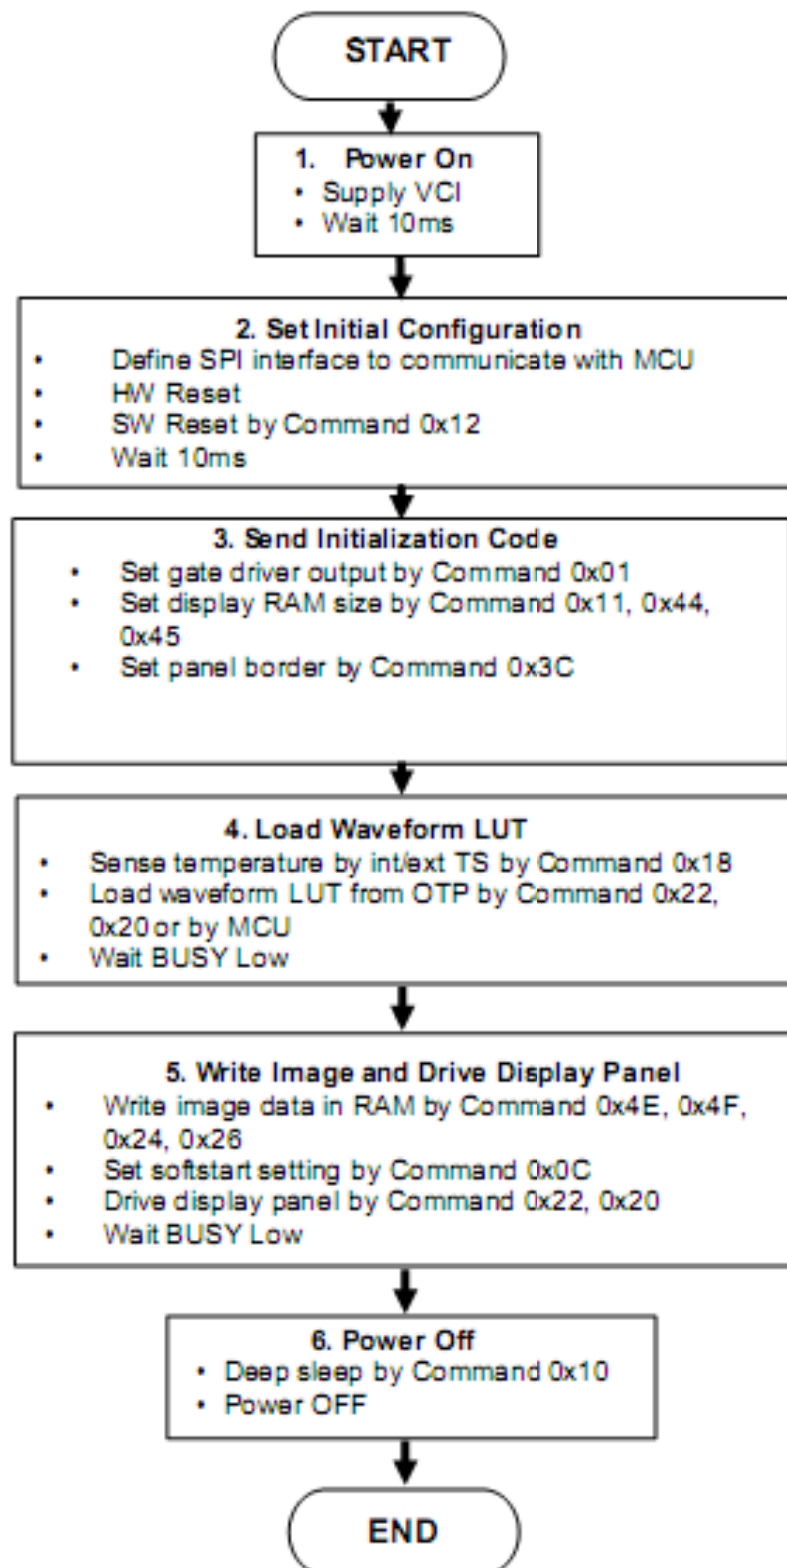 START
1. Power On
• Supply VCI
• Wait 10ms
2. Set Initial Configuration
• Define SPI interface to communicate with MCU
• HW Reset
• SW Reset by Command 0x12
• Wait 10ms
3. Send Initialization Code
• Set gate driver output by Command 0x01
• Set display RAM size by Command 0x11, 0x44,
0x45
• Set panel border by Command 0x3C
4. Load Waveform LUT
• Sense temperature by int/ext TS by Command 0x18
• Load waveform LUT from OTP by Command 0x22,
0x20 or by MCU
• Wait BUSY Low
5. Write Image and Drive Display Panel
• Write image data in RAM by Command 0x4E, 0x4F,
0x24, 0x26
• Set softstart setting by Command 0x0C
• Drive display panel by Command 0x22, 0x20
• Wait BUSY Low
6. Power Off
• Deep sleep by Command 0x10
• Power OFF
END